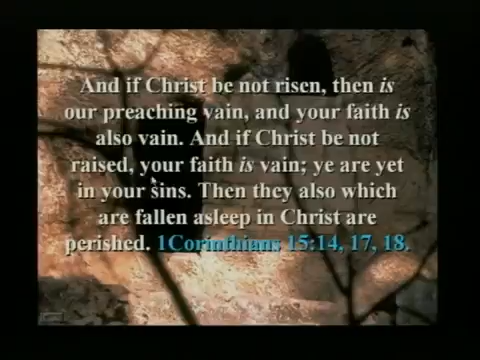 And if Christ be not risen, then is
our preaching vain, and your faith is
also vain. And if Christ be not
raised, your faith is vain; ye are yet
in your sins. Then they also which
are fallen asleep in Christ are
perished. 1Corinthians 15:14, 17, 18.